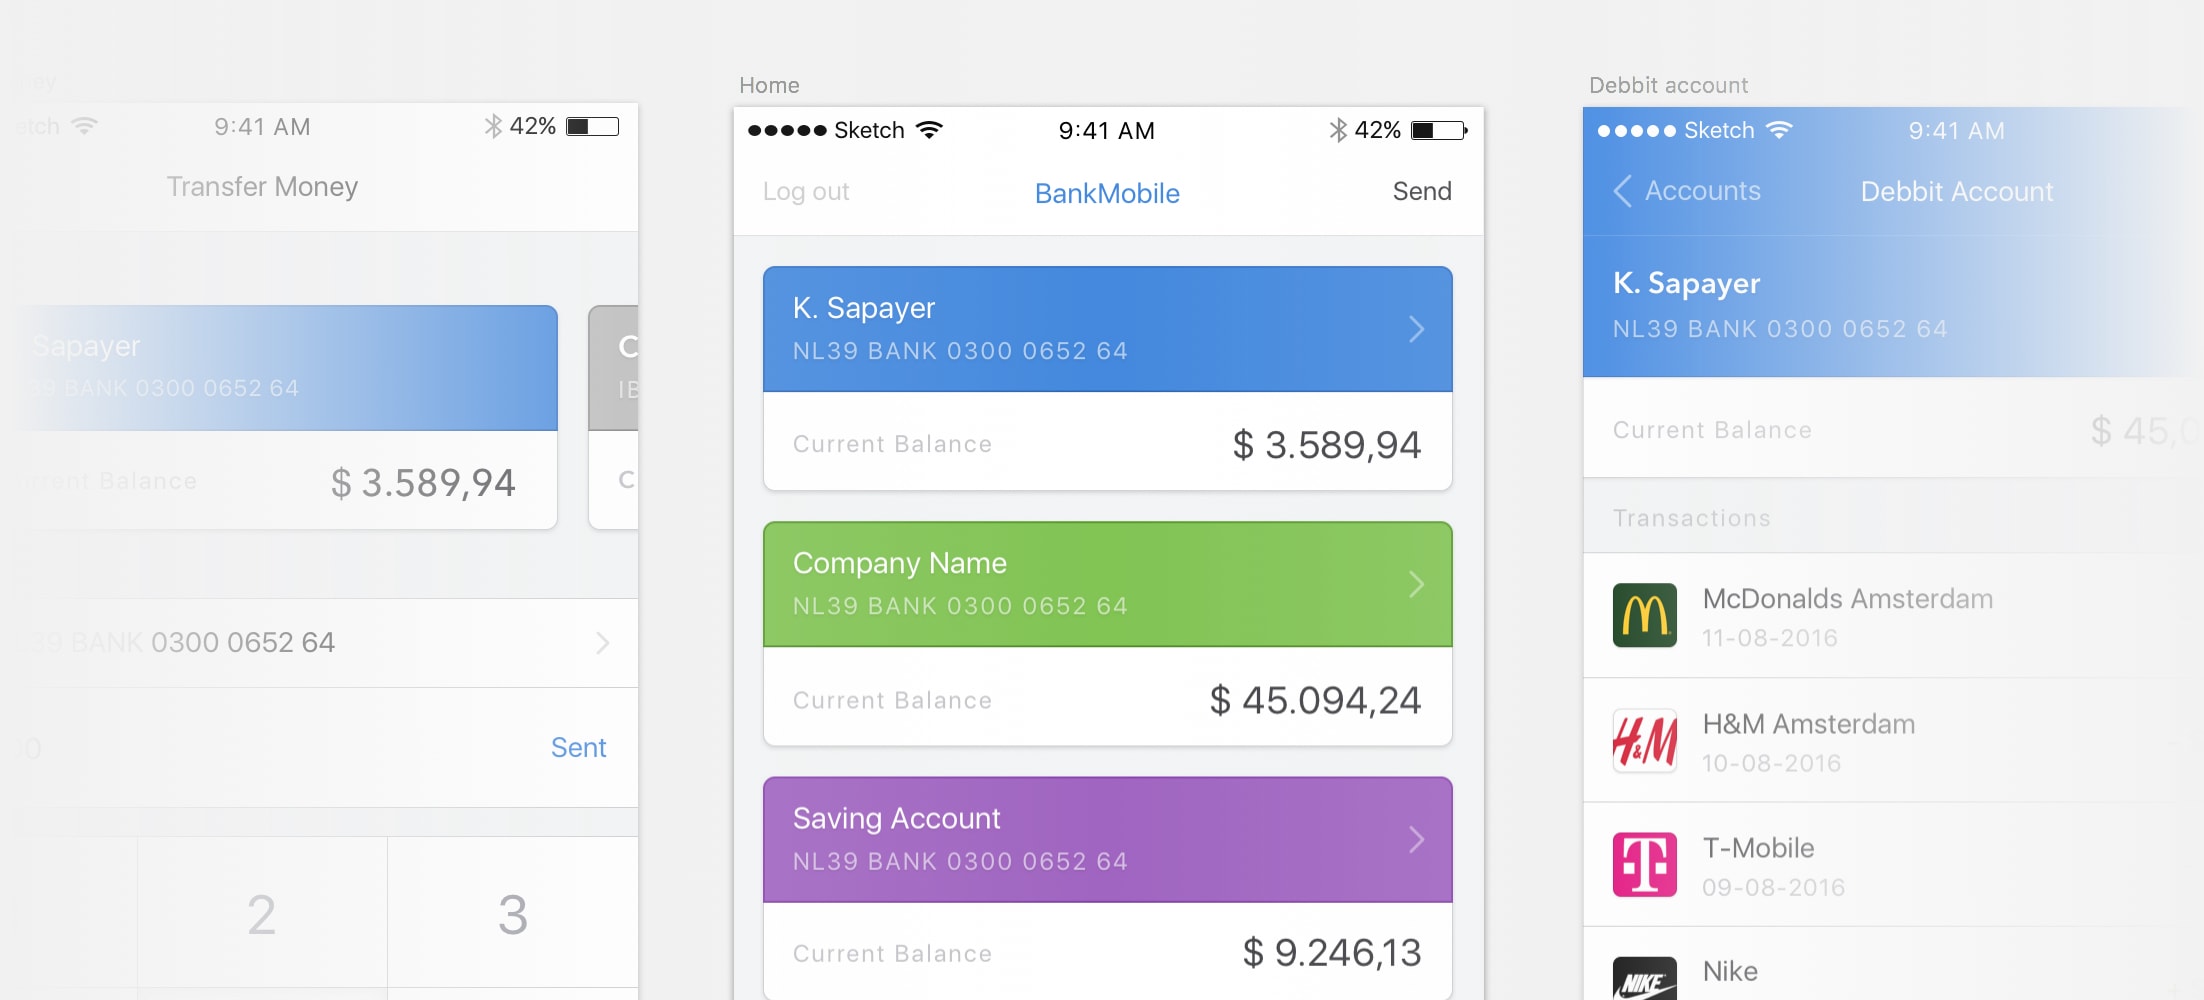 ey
etch 9:41 AM 42%
Transfer Money
Sapayer
39 BANK 0300 0652 64
rrent Balance $ 3.589,94
C
IB
C
39 BANK 0300 0652 64
00 Sent
2 3
Home
Sketch 9:41 AM 42%
Log out BankMobile Send
K. Sapayer
NL39 BANK 0300 0652 64
Current Balance $ 3.589,94
Company Name
NL39 BANK 0300 0652 64
Current Balance $ 45.094,24
Saving Account
NL39 BANK 0300 0652 64
Current Balance $ 9.246,13
Debbit account
Sketch 9:41 AM
Accounts Debbit Account
K. Sapayer
NL39 BANK 0300 0652 64
Current Balance $ 45,0
Transactions
McDonalds Amsterdam
11-08-2016
H&M H&M Amsterdam
10-08-2016
T T-Mobile
09-08-2016
NIKE Nike